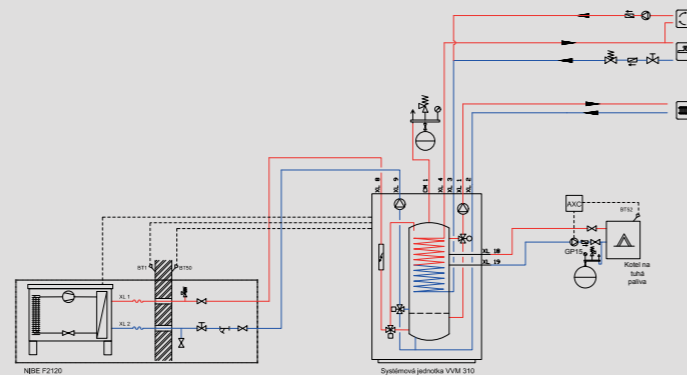 XL 8
XL 9
CM 1
XL 4
XL 3
XL 1
XL 2
AXC
BT52
XL 18
XL 19
GP15
Kotel na
tuhá
paliva
BT1
BT50
XL 1
XL 2
NIBE F2120
Systémová jednotka VVM 310